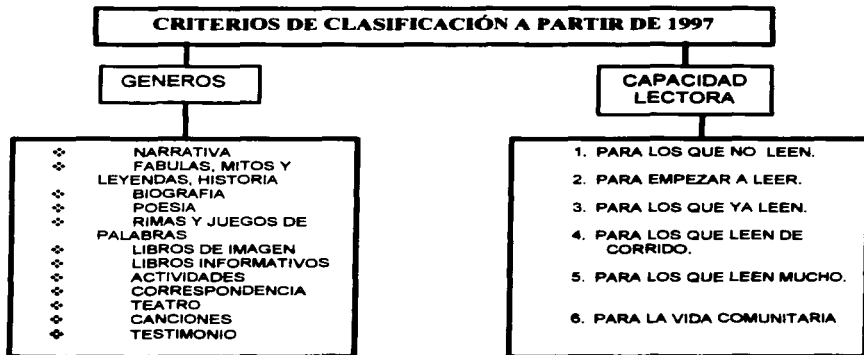 CRITERIOS DE CLASIFICACIÓN A PARTIR DE 1997
GENEROS
❖ NARRATIVA
❖ FABULAS, MITOS Y
LEYENDAS, HISTORIA
❖ BIOGRAFIA
❖ POESIA
❖ RIMAS Y JUEGOS DE
PALABRAS
❖ LIBROS DE IMAGEN
❖ LIBROS INFORMATIVOS
❖ ACTIVIDADES
❖ CORRESPONDENCIA
❖ TEATRO
❖ CANCIONES
❖ TESTIMONIO
CAPACIDAD
LECTORA
1. PARA LOS QUE NO LEEN.
2. PARA EMPEZAR A LEER.
3. PARA LOS QUE YA LEEN.
4. PARA LOS QUE LEEN DE
CORRIDO.
5. PARA LOS QUE LEEN MUCHO.
6. PARA LA VIDA COMUNITARIA